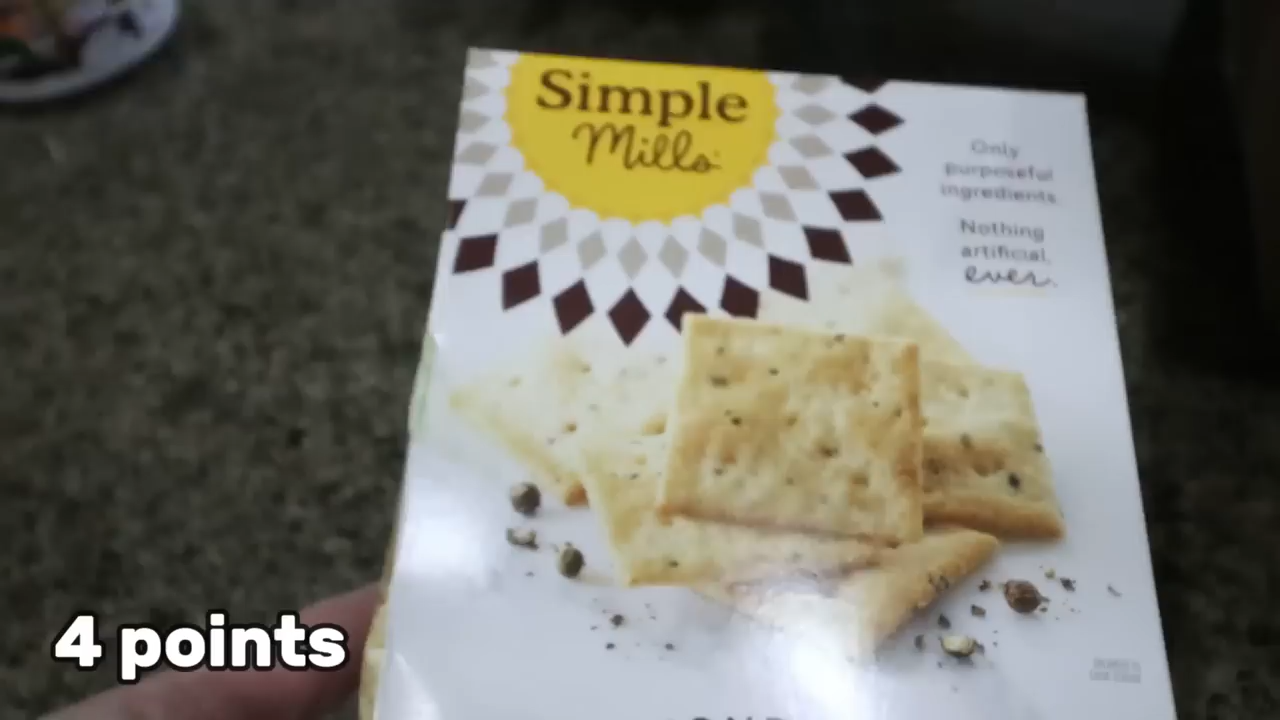 Simple
Mills
Only
purposeful
ingredients.
Nothing
artificial,
ever.
4 points